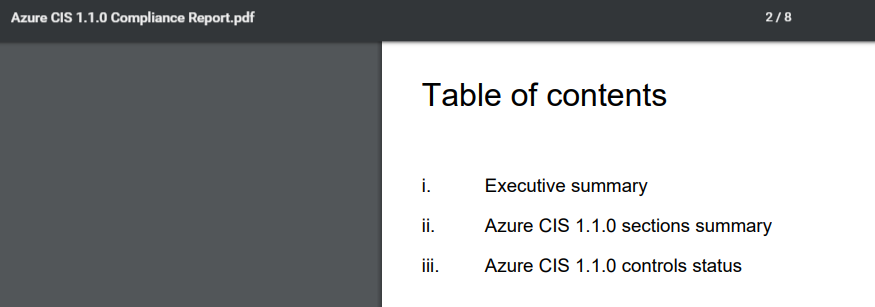 Azure CIS 1.1.0 Compliance Report.pdf 2 / 8
Table of contents
i. Executive summary
ii. Azure CIS 1.1.0 sections summary
iii. Azure CIS 1.1.0 controls status